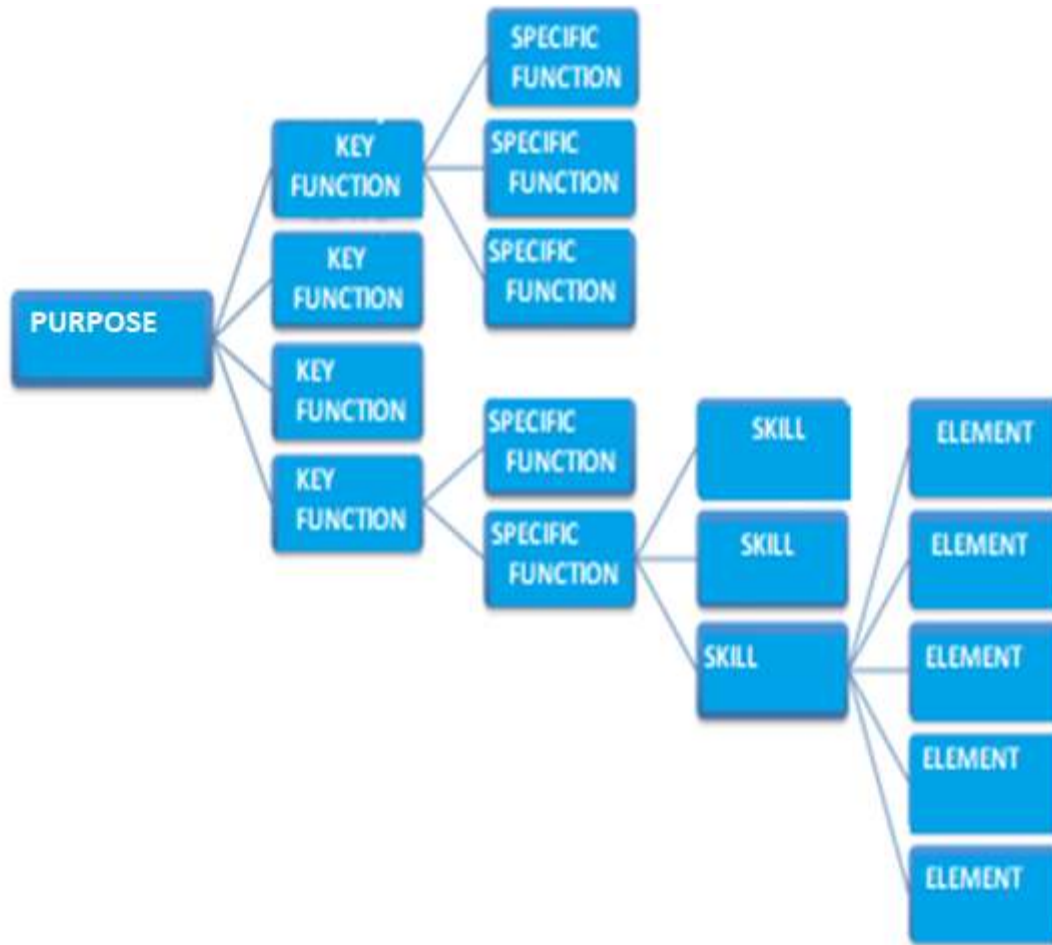 PURPOSE
KEY
FUNCTION
KEY
FUNCTION
KEY
FUNCTION
KEY
FUNCTION
SPECIFIC
FUNCTION
SPECIFIC
FUNCTION
SPECIFIC
FUNCTION
SPECIFIC
FUNCTION
SPECIFIC
FUNCTION
SKILL
SKILL
SKILL
ELEMENT
ELEMENT
ELEMENT
ELEMENT
ELEMENT